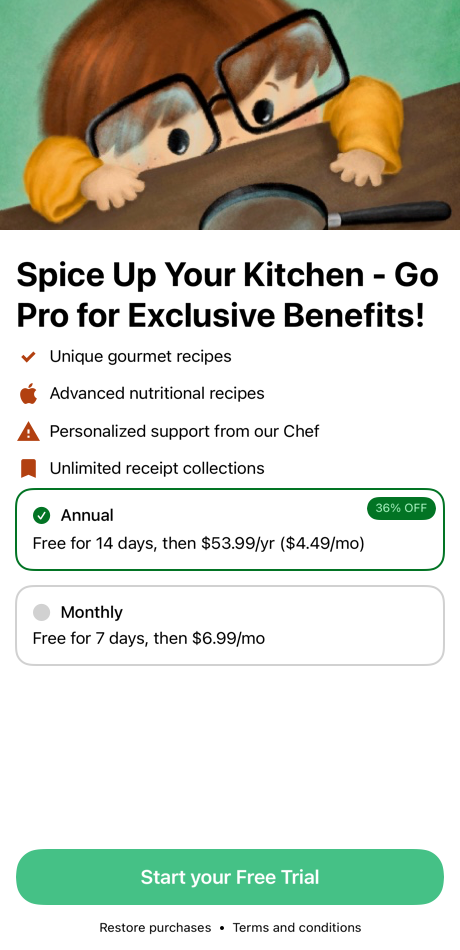 Spice Up Your Kitchen - Go
Pro for Exclusive Benefits!
Unique gourmet recipes
Advanced nutritional recipes
Personalized support from our Chef
Unlimited receipt collections
Annual
36% OFF
Free for 14 days, then $53.99/yr ($4.49/mo)
Monthly
Free for 7 days, then $6.99/mo
Start your Free Trial
Restore purchases • Terms and conditions